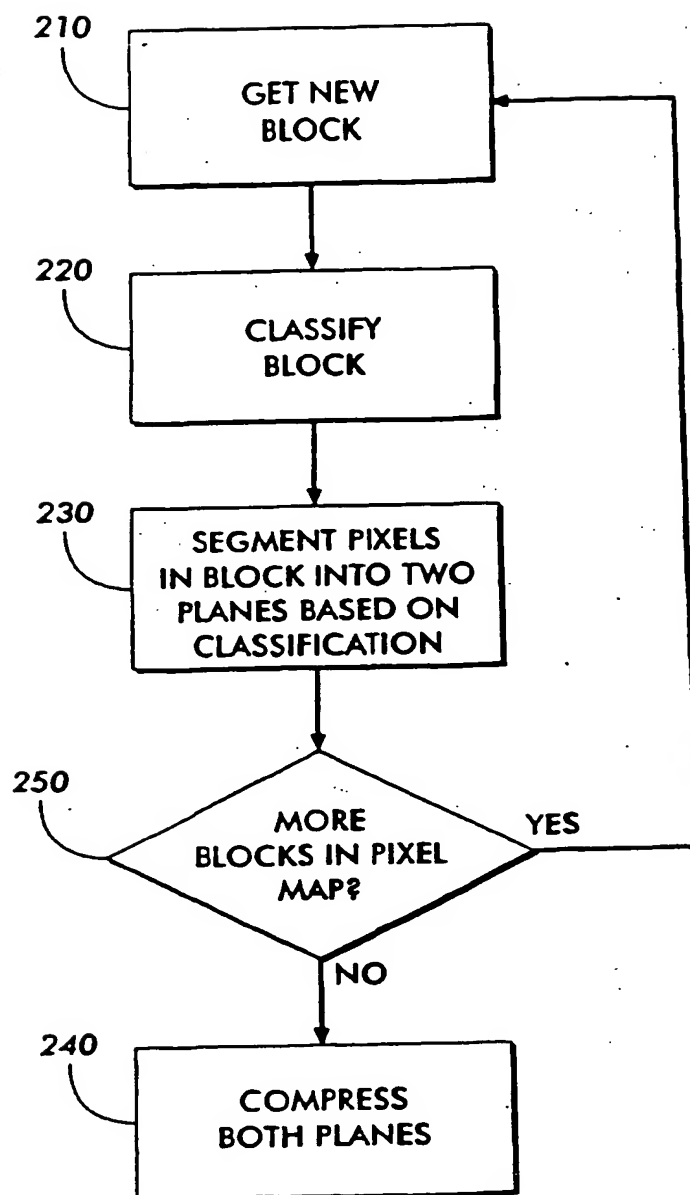 210
GET NEW
BLOCK
220
CLASSIFY
BLOCK
230
SEGMENT PIXELS
IN BLOCK INTO TWO
PLANES BASED ON
CLASSIFICATION
250
MORE
BLOCKS IN PIXEL
MAP?
YES
NO
240
COMPRESS
BOTH PLANES